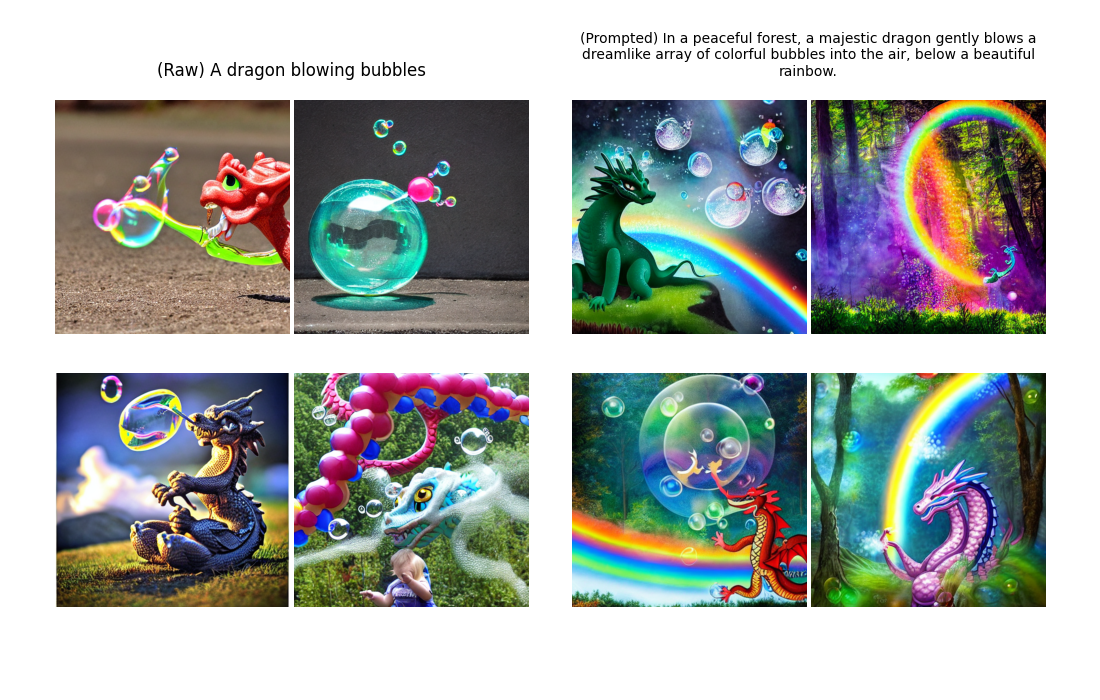 (Raw) A dragon blowing bubbles
(Prompted) In a peaceful forest, a majestic dragon gently blows a
dreamlike array of colorful bubbles into the air, below a beautiful
rainbow.